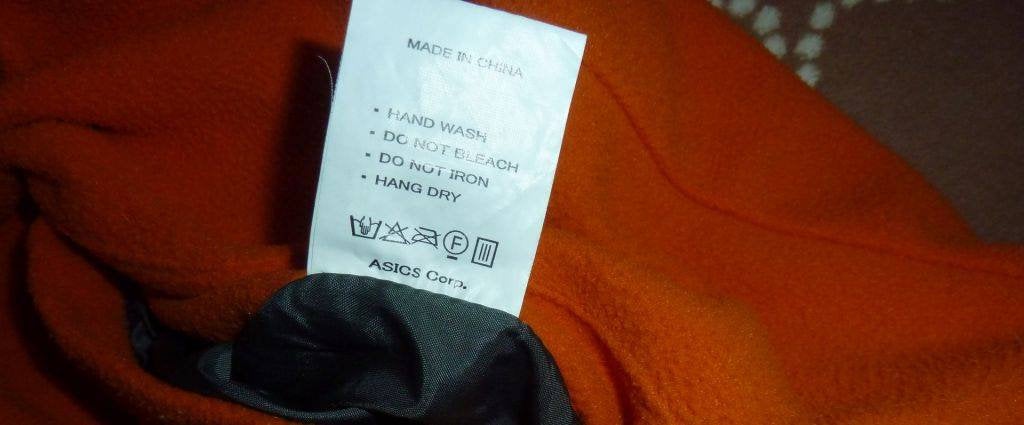 MADE IN CHINA
▪ HAND WASH
▪ DO NOT BLEACH
▪ DO NOT IRON
▪ HANG DRY
F
ASICS Corp.